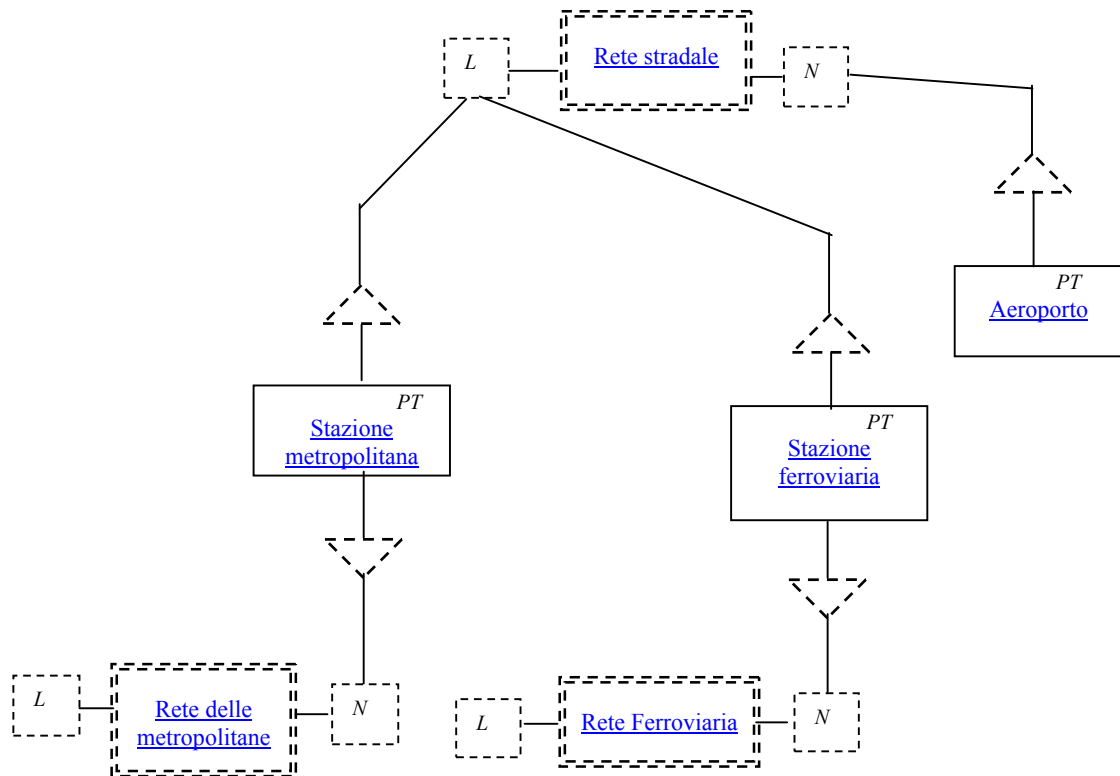 L
Rete stradale
N
PT
Aeroporto
PT
Stazione
metropolitana
PT
Stazione
ferroviaria
L
Rete delle
metropolitane
N
L
Rete Ferroviaria
N